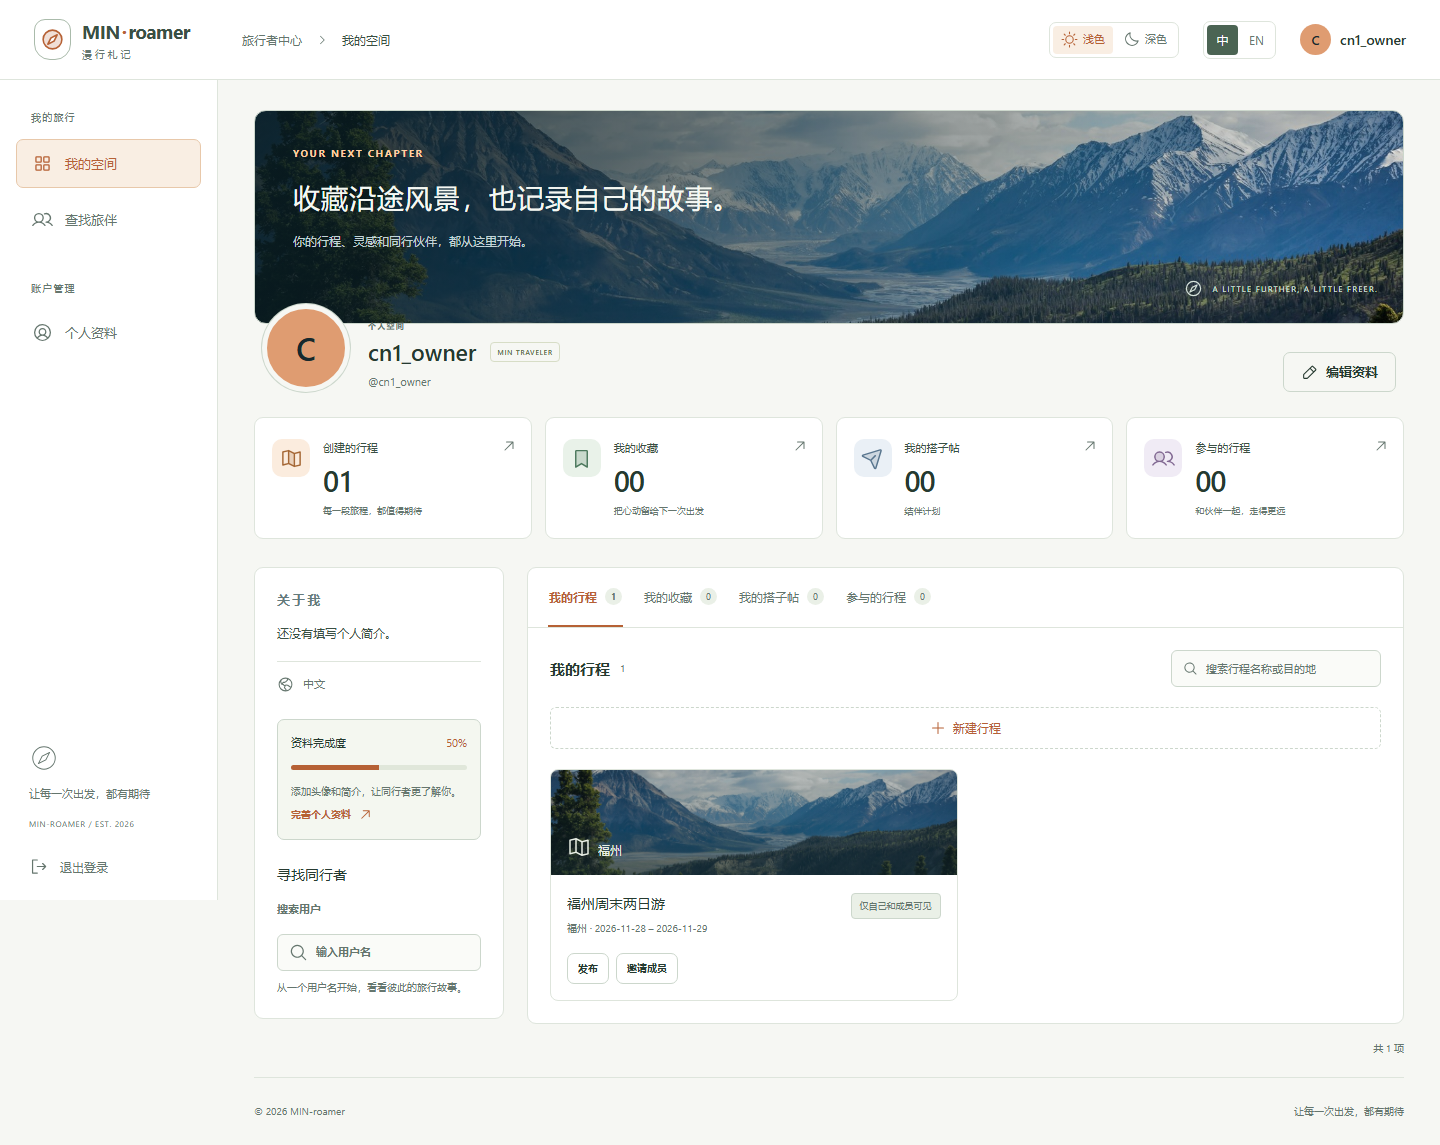 MIN·roamer
漫行札记
旅行者中心 > 我的空间
浅色 深色
中 EN
C cn1_owner
我的旅行
我的空间
查找旅伴
账户管理
个人资料
让每一次出发，都有期待
MIN-ROAMER / EST. 2026
退出登录
YOUR NEXT CHAPTER
收藏沿途风景，也记录自己的故事。
你的行程、灵感和同行伙伴，都从这里开始。
A LITTLE FURTHER, A LITTLE FREER.
C
个人空间
cn1_owner MIN TRAVELER
@cn1_owner
编辑资料
创建的行程
01
每一段旅程，都值得期待
我的收藏
00
把心动留给下一次出发
我的搭子帖
00
结伴计划
参与的行程
00
和伙伴一起，走得更远
关于我
还没有填写个人简介。
中文
资料完成度 50%
添加头像和简介，让同行者更了解你。
完善个人资料
寻找同行者
搜索用户
输入用户名
从一个用户名开始，看看彼此的旅行故事。
我的行程 1 我的收藏 0 我的搭子帖 0 参与的行程 0
我的行程 1
搜索行程名称或目的地
新建行程
福州
福州周末两日游
仅自己和成员可见
福州 · 2026-11-28 – 2026-11-29
发布 邀请成员
共 1 项
© 2026 MIN-roamer
让每一次出发，都有期待